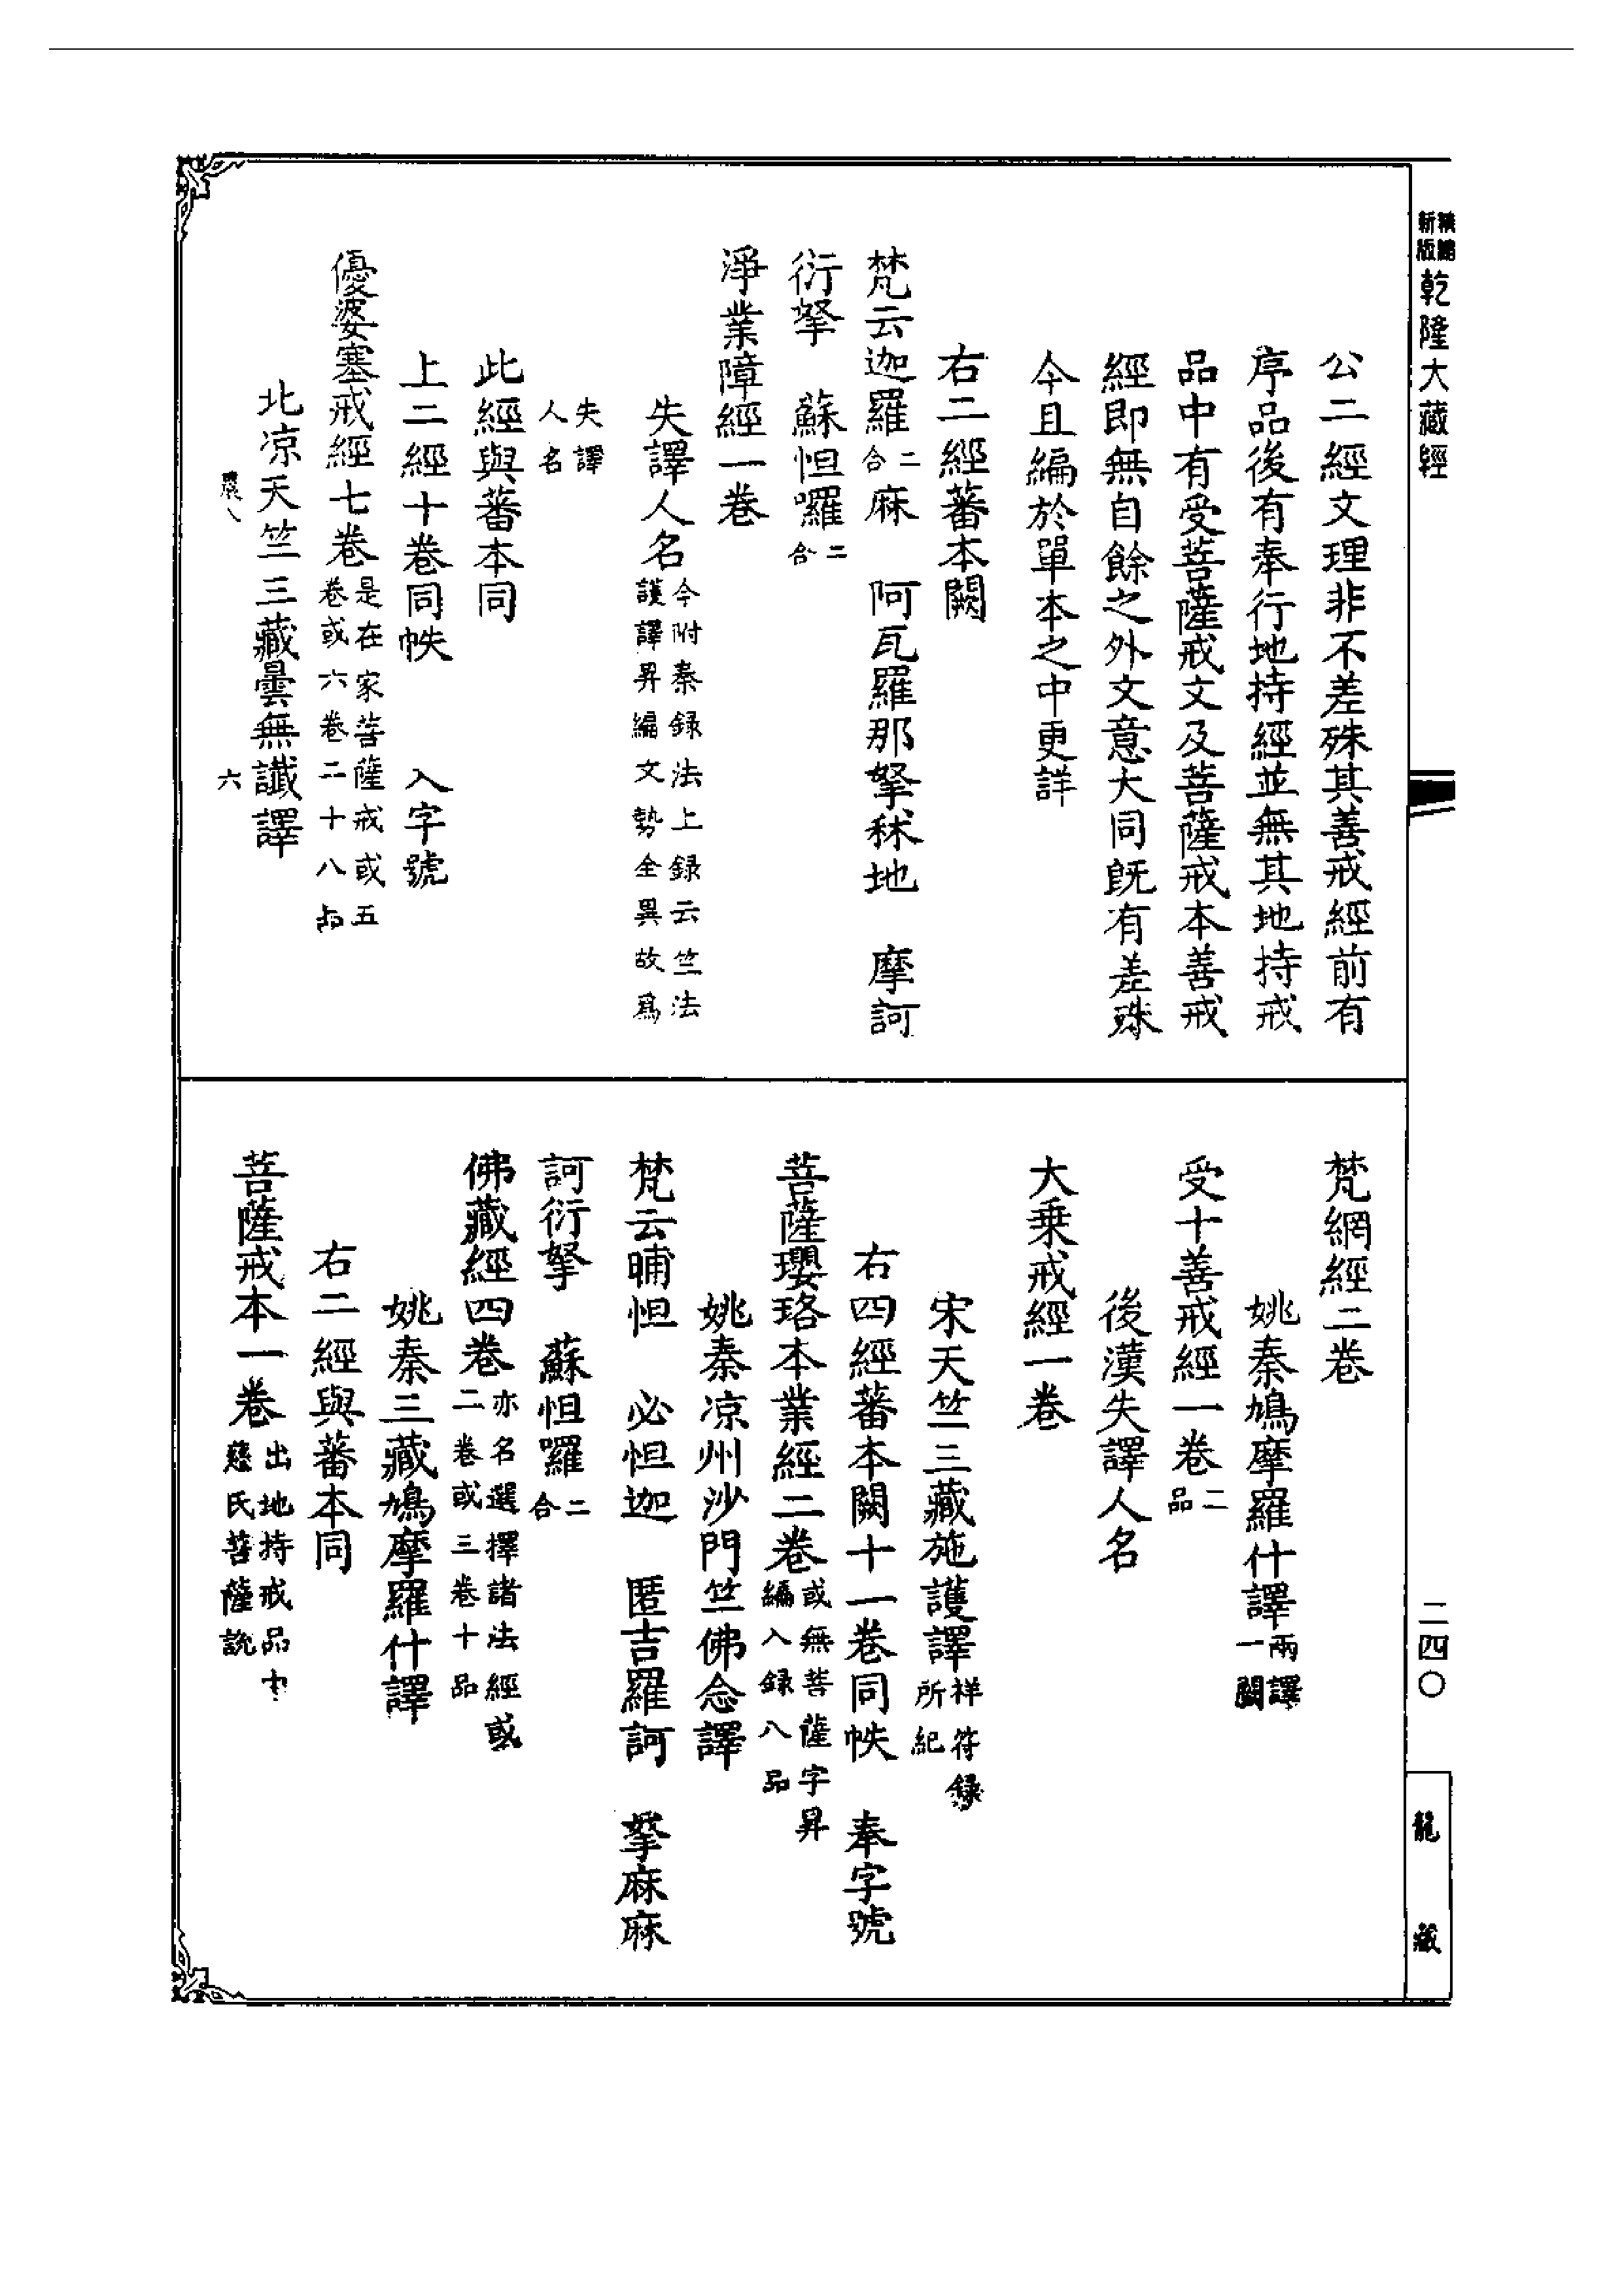 新版
精縮
乾隆大藏經
公二經文理非不差殊其善戒經前有
序品後有奉行地持經並無其地持戒
品中有受菩薩戒文及菩薩戒本善戒
經即無自餘之外文意大同既有差殊
今且編於單本之中更詳
右二經蕃本闕
梵云迦羅二合麻　阿瓦羅那拏秫地　摩訶
衍拏　蘇怛囉二合
淨業障經一卷
失譯人名今附秦録法上録云竺法護譯昇編文勢全異故爲
失譯人名
此經與蕃本同
上二經十卷同帙　入字號
優婆塞戒經七卷是在家菩薩戒或五卷或六卷二十八品
北凉天竺三藏曇無讖譯
六
梵網經二卷
姚秦鳩摩羅什譯兩譯一闕
受十善戒經一卷二品
後漢失譯人名
大乗戒經一卷
宋天竺三藏施護譯祥符録所紀
右四經蕃本闕十一卷同帙　奉字號
菩薩瓔珞本業經二卷或無菩薩字昇編入録八品
姚秦凉州沙門竺佛念譯
梵云晡怛　必怛迦　匿吉羅訶　拏麻麻
訶衍拏　蘇怛囉二合
佛藏經四卷亦名選擇諸法經或二卷或三卷十品
姚秦三藏鳩摩羅什譯
右二經與蕃本同
菩薩戒本一卷出地持戒品中慈氏菩薩說
二四〇
龍藏